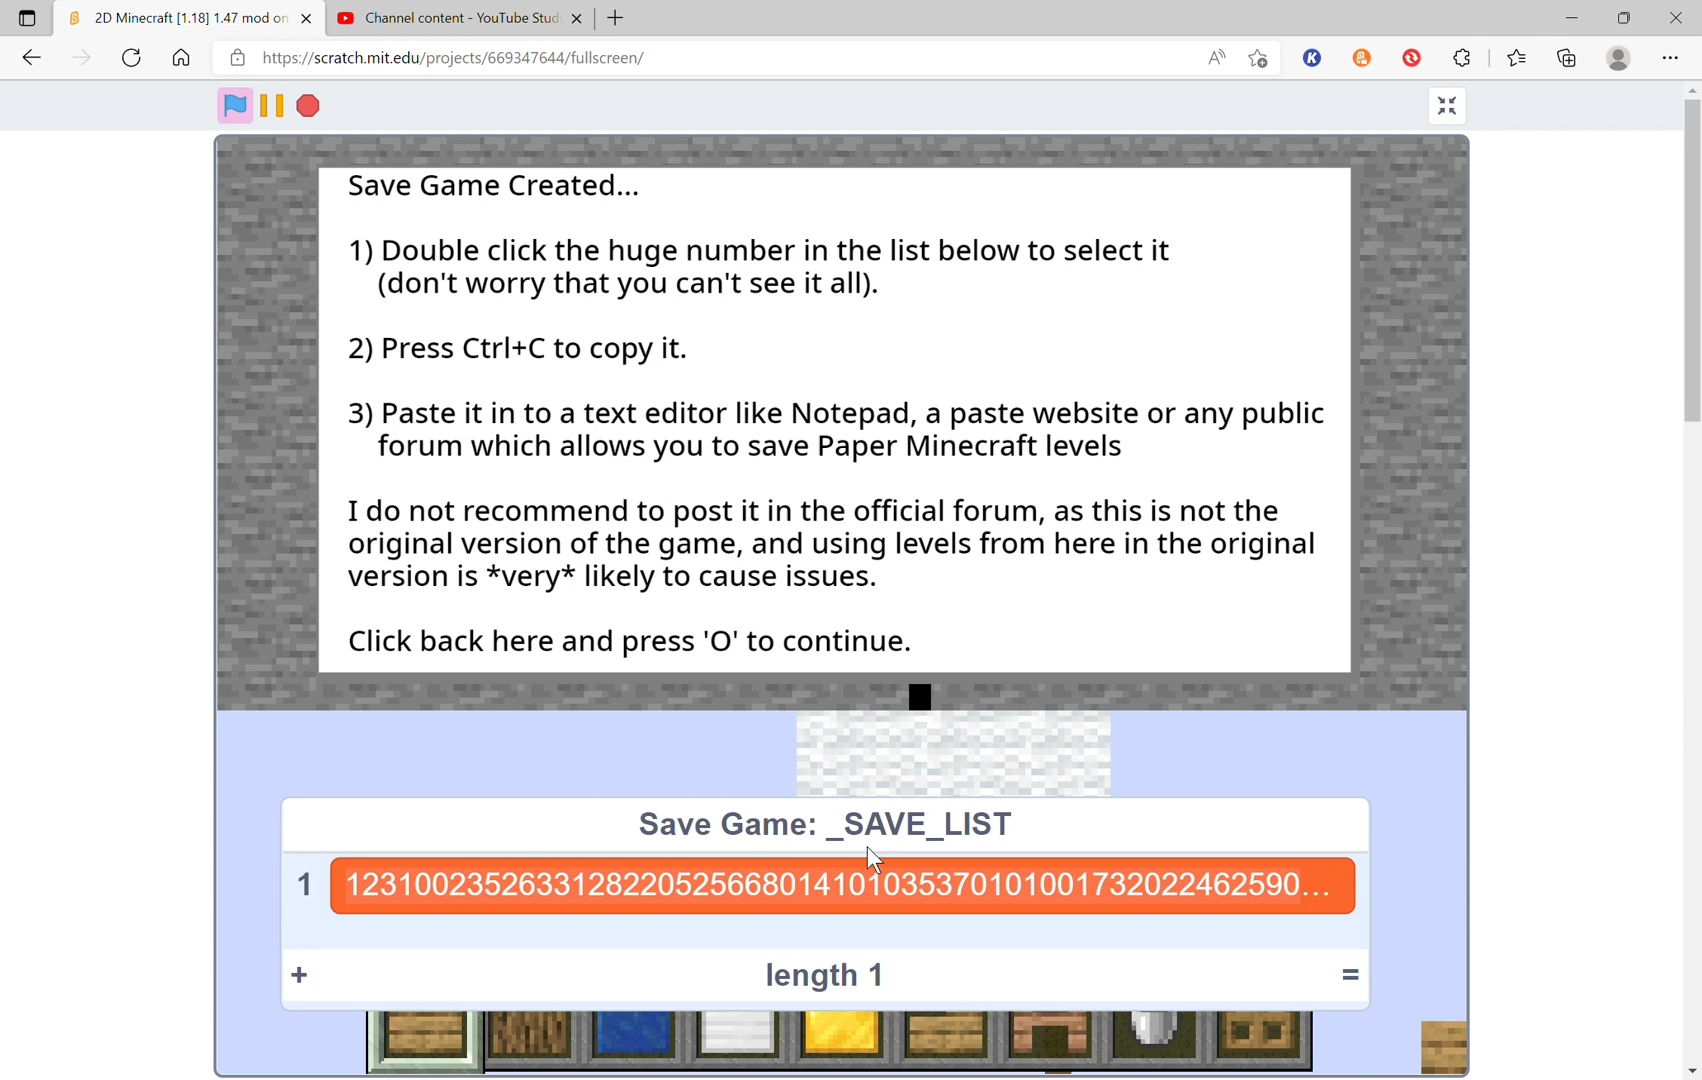 2D Minecraft [1.18] 1.47 mod on
Channel content - YouTube Stud
https://scratch.mit.edu/projects/669347644/fullscreen/
Save Game Created...
1) Double click the huge number in the list below to select it
(don't worry that you can't see it all).
2) Press Ctrl+C to copy it.
3) Paste it in to a text editor like Notepad, a paste website or any public
forum which allows you to save Paper Minecraft levels
I do not recommend to post it in the official forum, as this is not the
original version of the game, and using levels from here in the original
version is *very* likely to cause issues.
Click back here and press 'O' to continue.
Save Game: _SAVE_LIST
1 1231002352633128220525668014101035370101001732022462590...
+ length 1 =